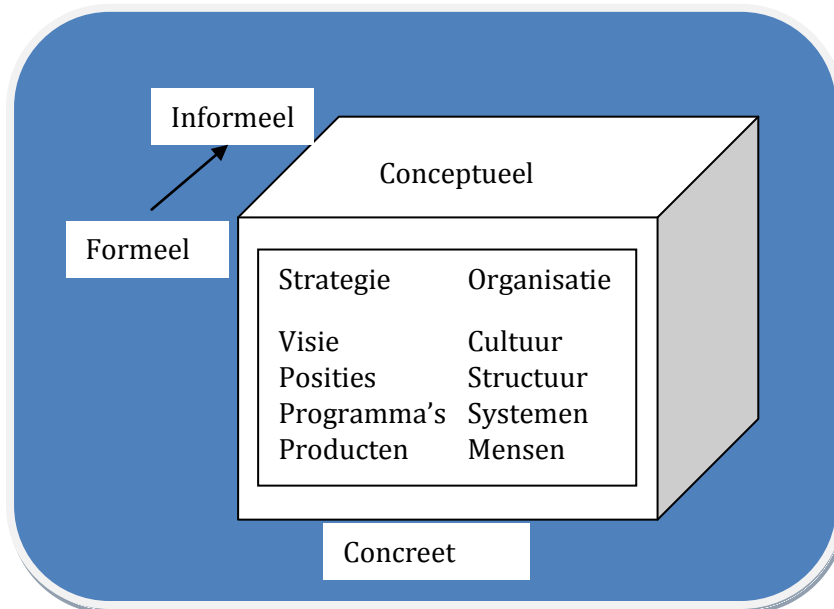 Informeel
Conceptueel
Formeel
Strategie Organisatie
Visie Cultuur
Posities Structuur
Programma’s Systemen
Producten Mensen
Concreet